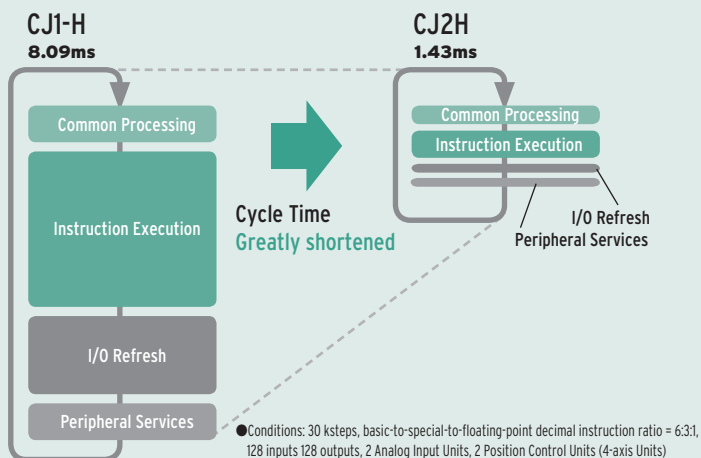 CJ1-H
8.09ms
Common Processing
Instruction Execution
I/O Refresh
Peripheral Services
Cycle Time
Greatly shortened
CJ2H
1.43ms
Common Processing
Instruction Execution
I/O Refresh
Peripheral Services
●Conditions: 30 ksteps, basic-to-special-to-floating-point decimal instruction ratio = 6:3:1,
128 inputs 128 outputs, 2 Analog Input Units, 2 Position Control Units (4-axis Units)